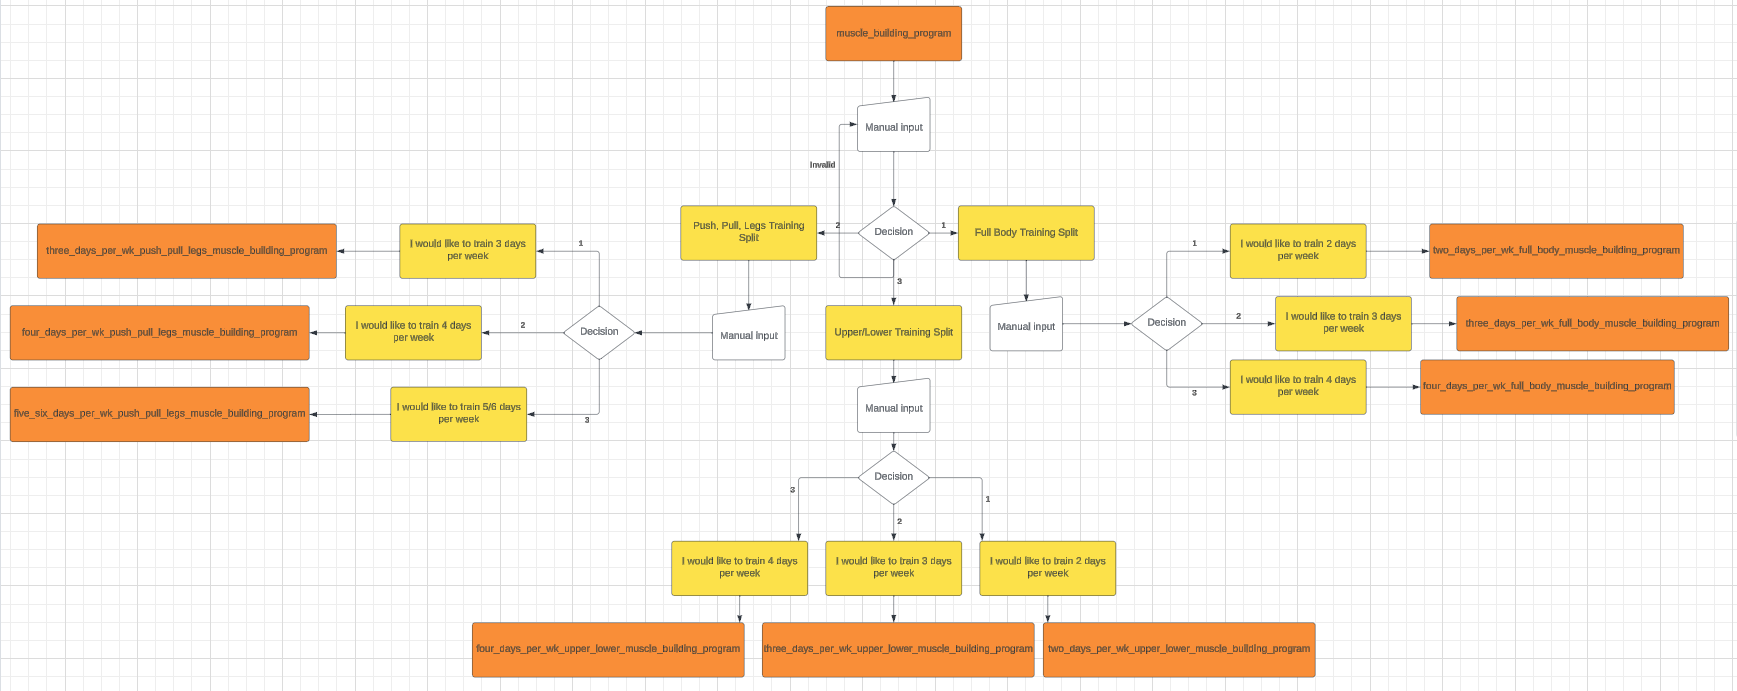 muscle_building_program
Manual input
Invalid
Push, Pull, Legs Training
Split
2
Decision
1
Full Body Training Split
three_days_per_wk_push_pull_legs_muscle_building_program
I would like to train 3 days
per week
1
1
I would like to train 2 days
per week
two_days_per_wk_full_body_muscle_building_program
3
four_days_per_wk_push_pull_legs_muscle_building_program
I would like to train 4 days
per week
2
Decision
Manual input
Upper/Lower Training Split
Manual input
Decision
2
I would like to train 3 days
per week
three_days_per_wk_full_body_muscle_building_program
five_six_days_per_wk_push_pull_legs_muscle_building_program
I would like to train 5/6 days
per week
3
Manual input
3
I would like to train 4 days
per week
four_days_per_wk_full_body_muscle_building_program
Decision
3
2
1
I would like to train 4 days
per week
I would like to train 3 days
per week
I would like to train 2 days
per week
four_days_per_wk_upper_lower_muscle_building_program
three_days_per_wk_upper_lower_muscle_building_program
two_days_per_wk_upper_lower_muscle_building_program